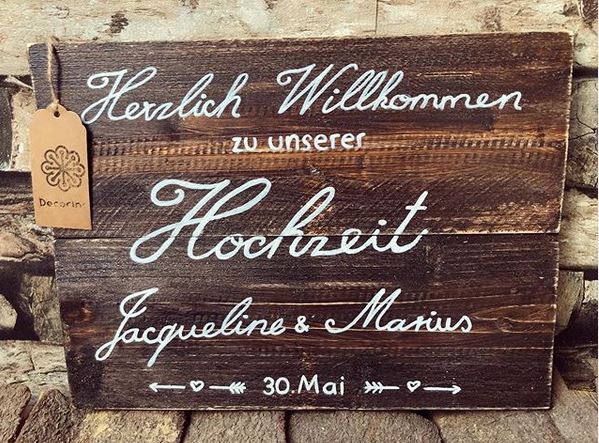 Herzlich Willkommen
zu unserer
Hochzeit
Jacqueline & Marius
30. Mai
Decorin'